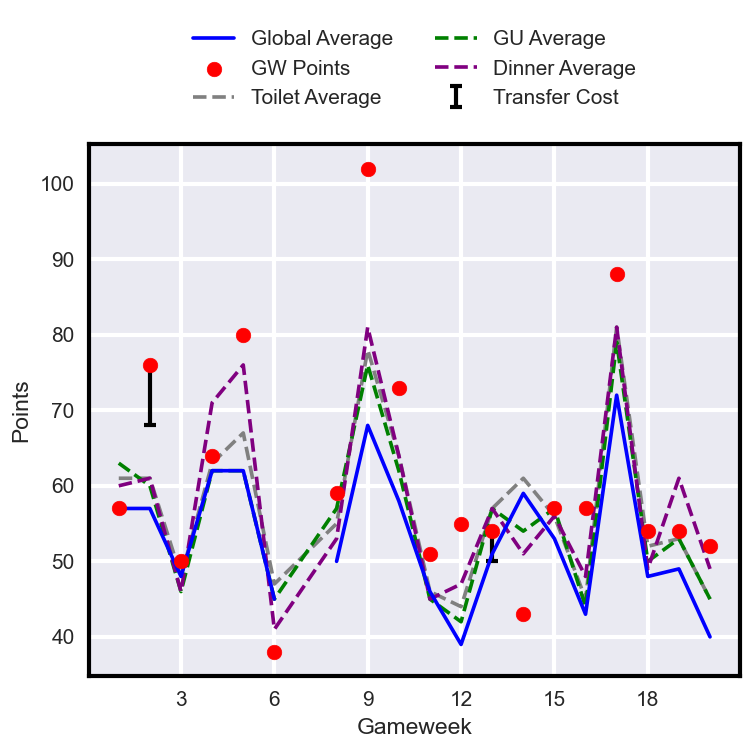 Global Average
GW Points
Toilet Average
GU Average
Dinner Average
Transfer Cost
100
90
80
70
60
50
40
Points
3 6 9 12 15 18
Gameweek